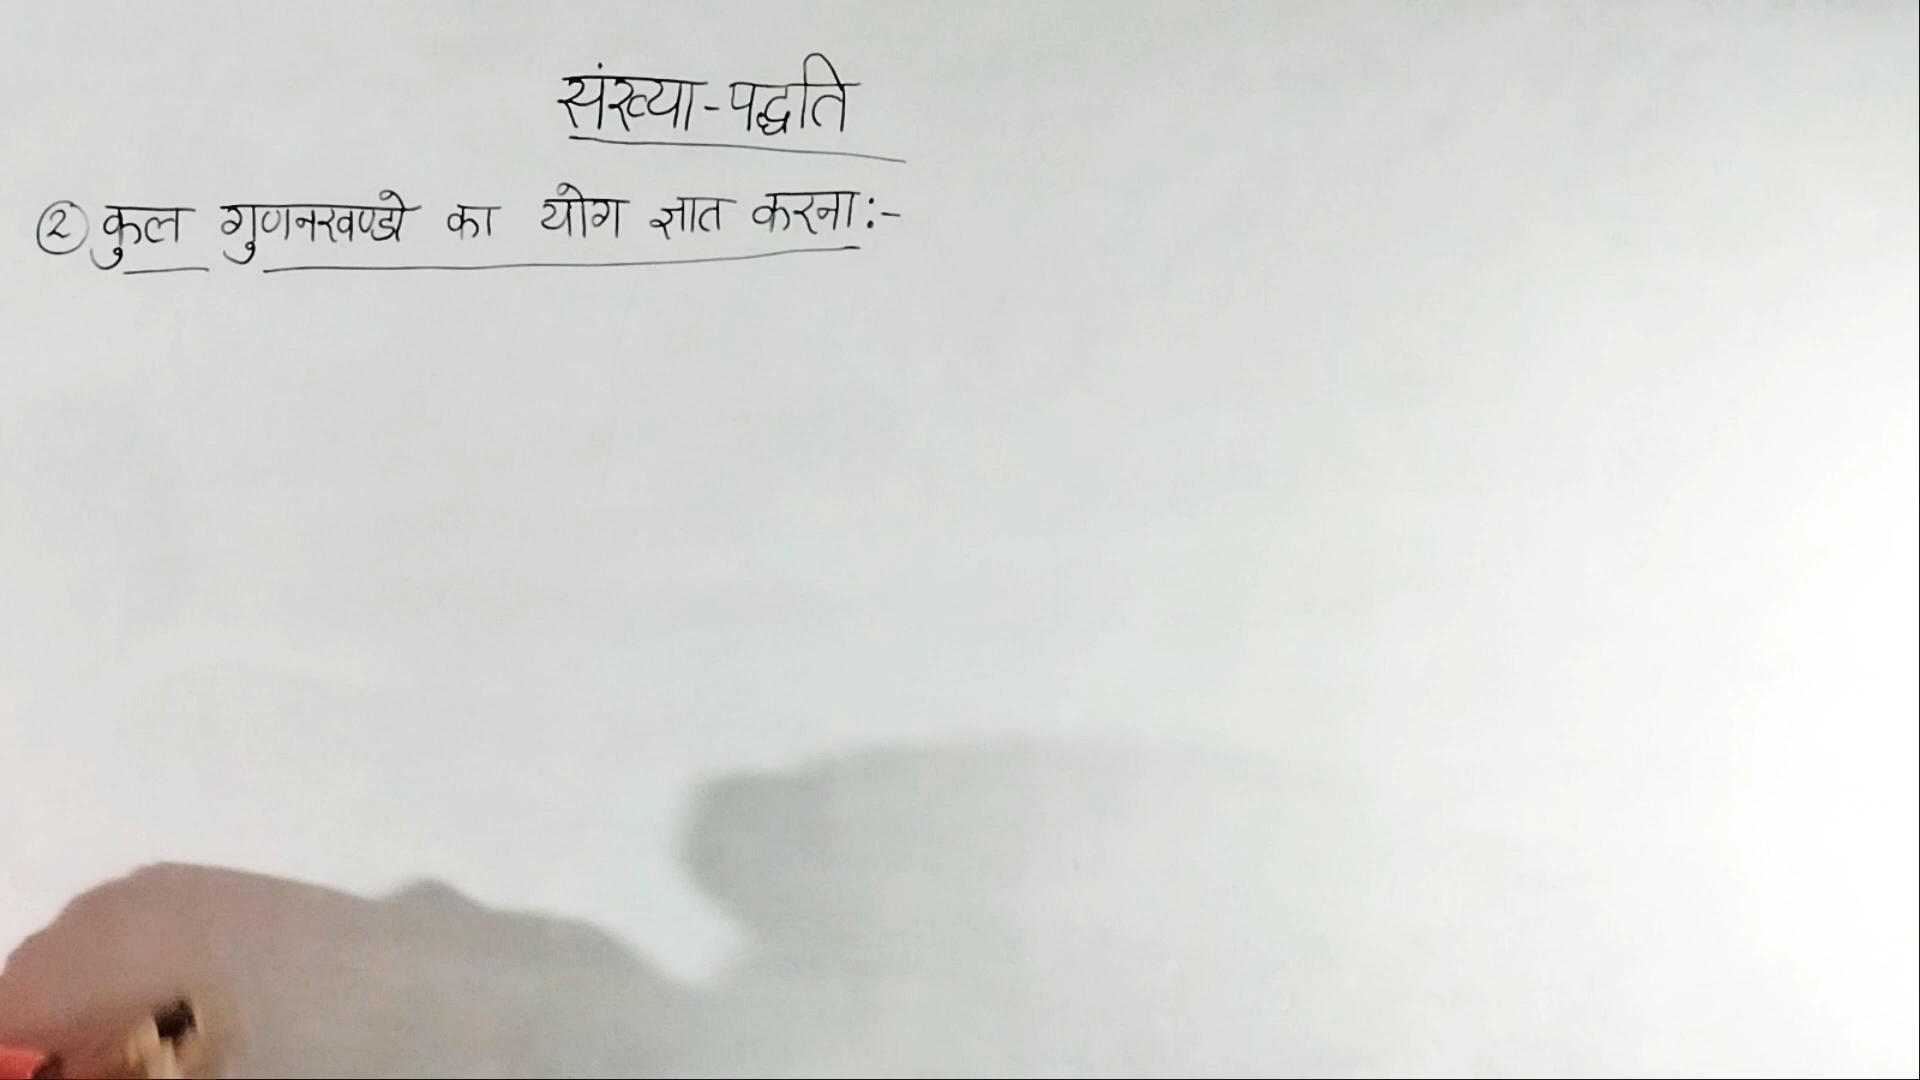 संख्या-पद्धति
② कुल गुणनखण्डो का योग ज्ञात करना:-